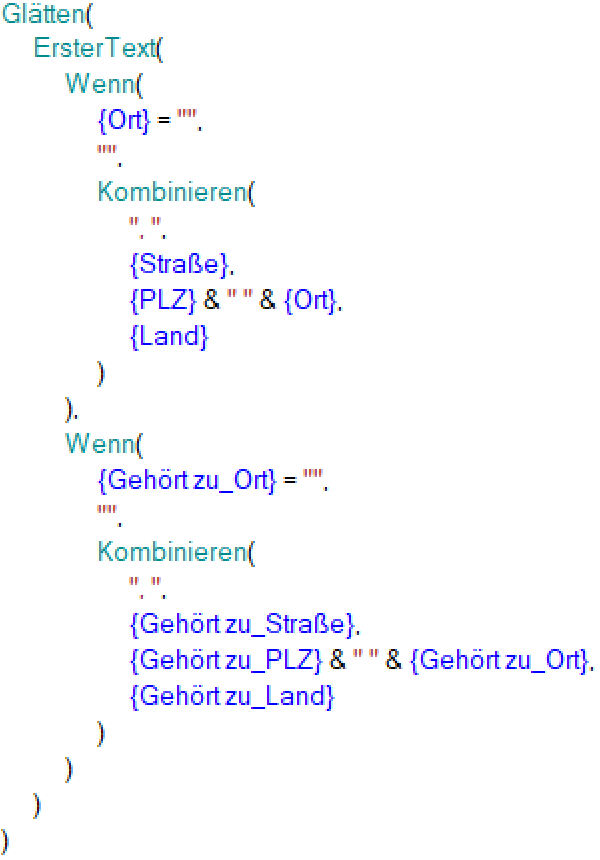 Glätten(
ErsterText(
Wenn(
{Ort} = "",
"",
Kombinieren(
", ",
{Straße},
{PLZ} & " " & {Ort},
{Land}
)
),
Wenn(
{Gehört zu_Ort} = "",
"",
Kombinieren(
", ",
{Gehört zu_Straße},
{Gehört zu_PLZ} & " " & {Gehört zu_Ort},
{Gehört zu_Land}
)
)
)
)